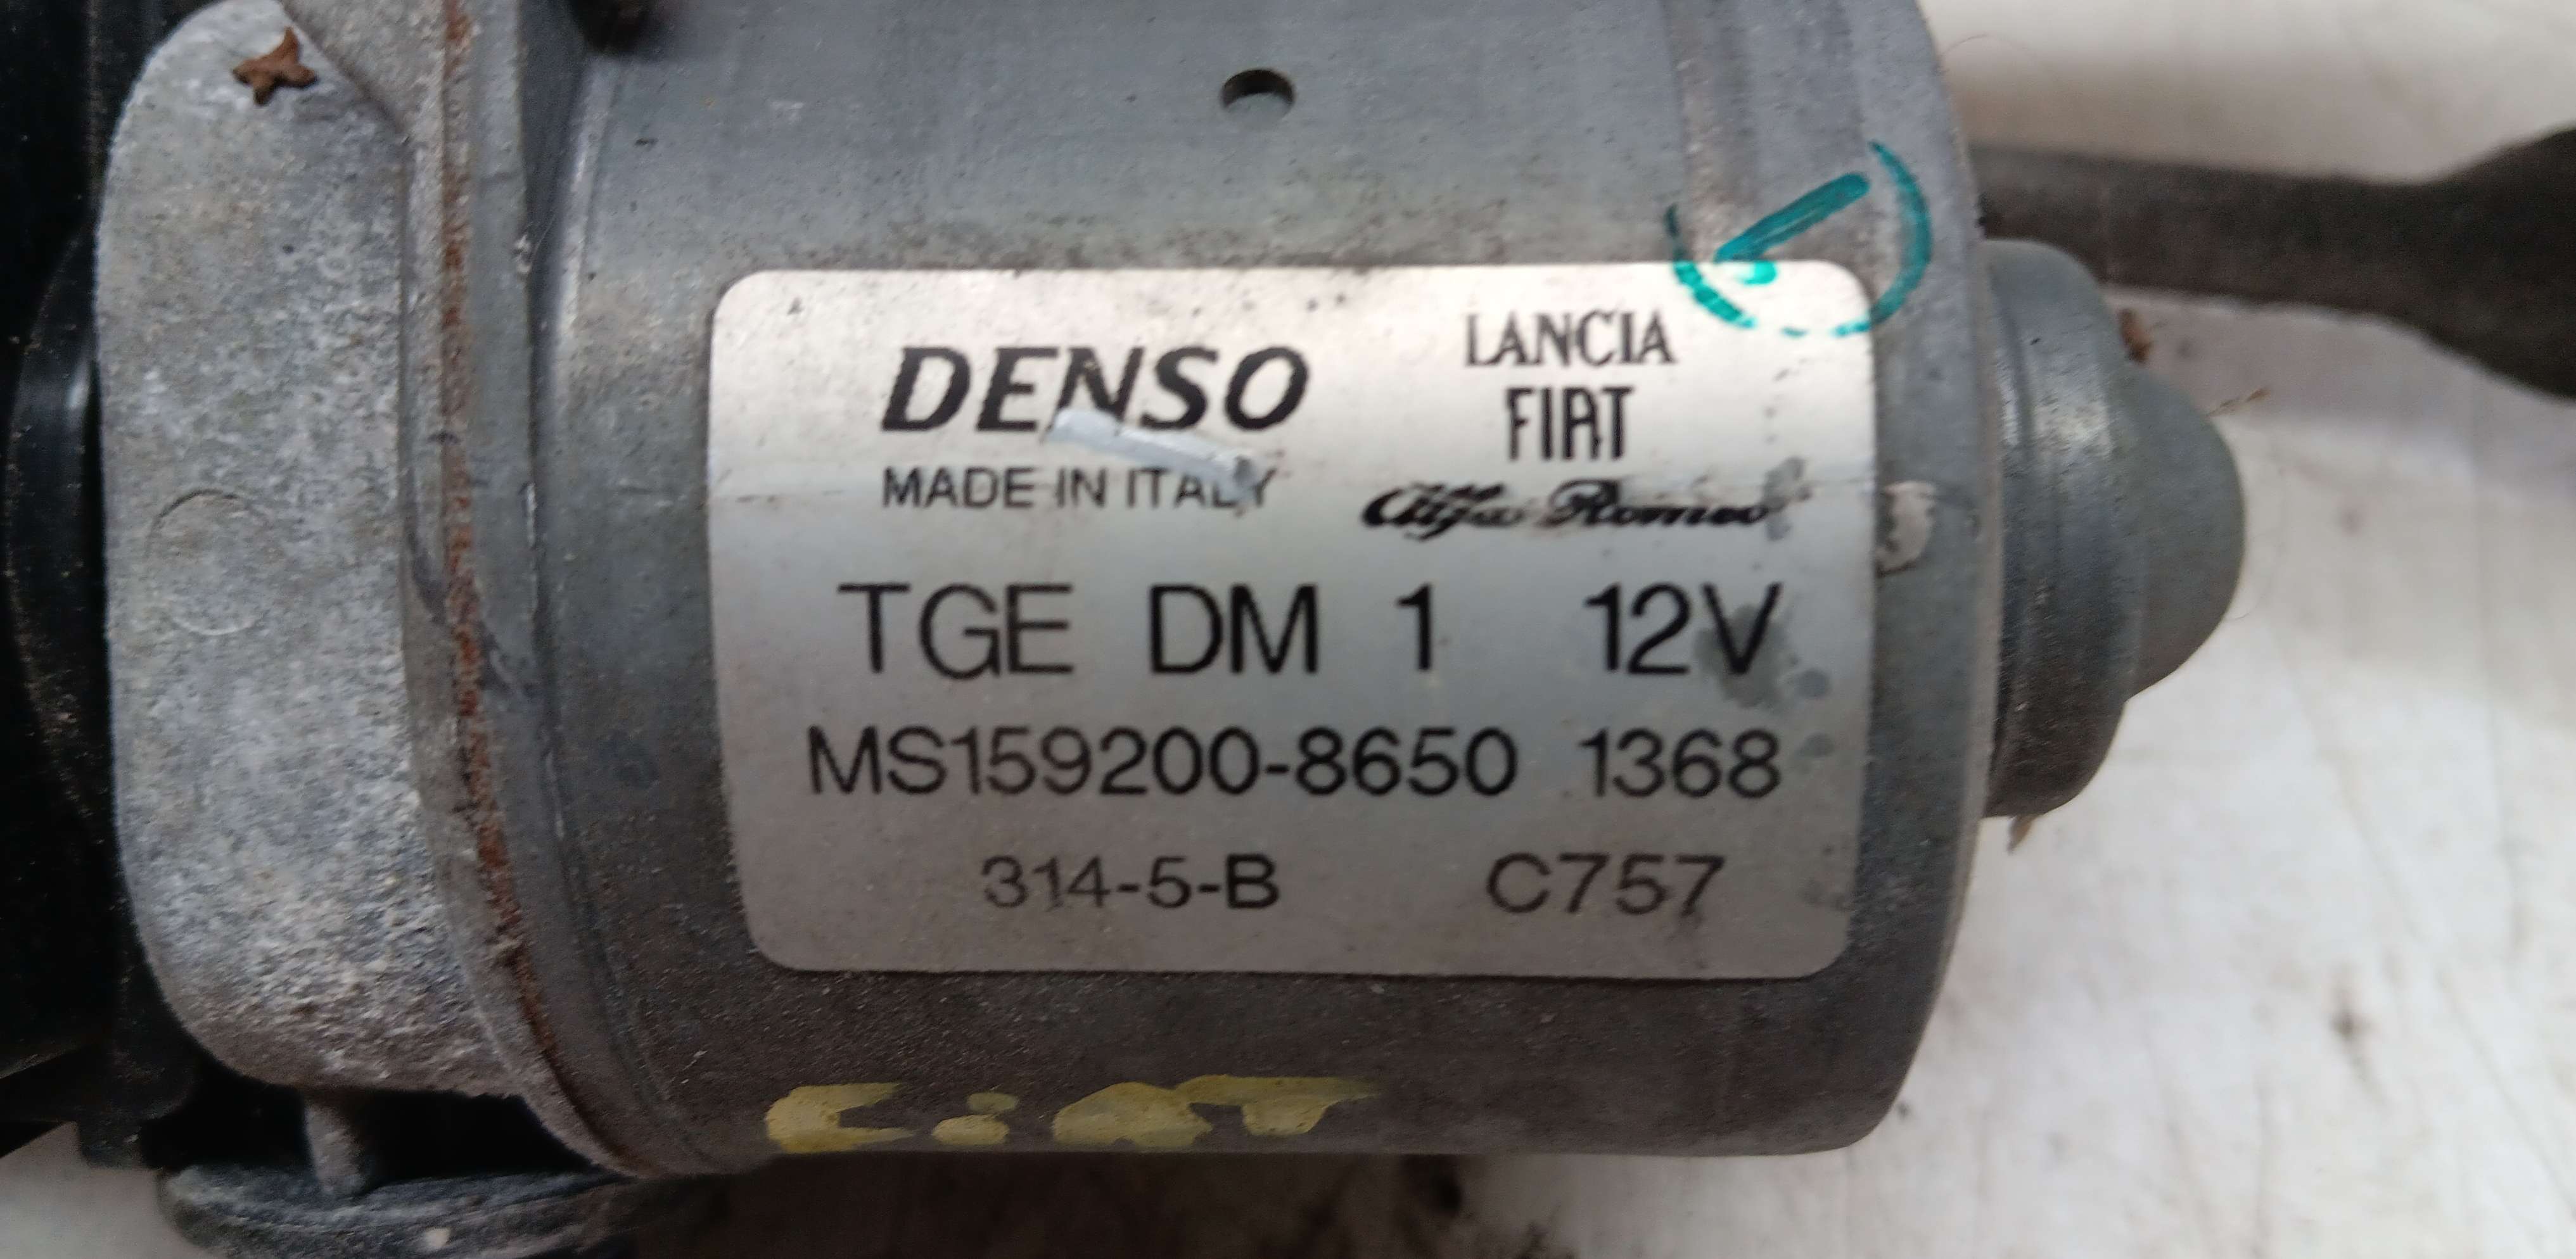 DENSO
MADE IN ITALY
LANCIA
FIAT
Alfa Romeo
TGE DM 1 12V
MS159200-8650 1368
314-5-B C757